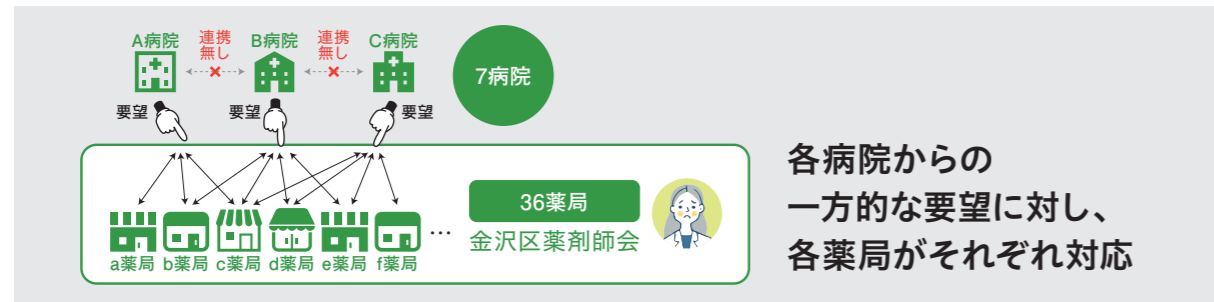 A病院
連携
無し
B病院
連携
無し
C病院
7病院
要望
要望
要望
36薬局
金沢区薬剤師会
a薬局
b薬局
c薬局
d薬局
e薬局
f薬局
…
各病院からの
一方的な要望に対し、
各薬局がそれぞれ対応